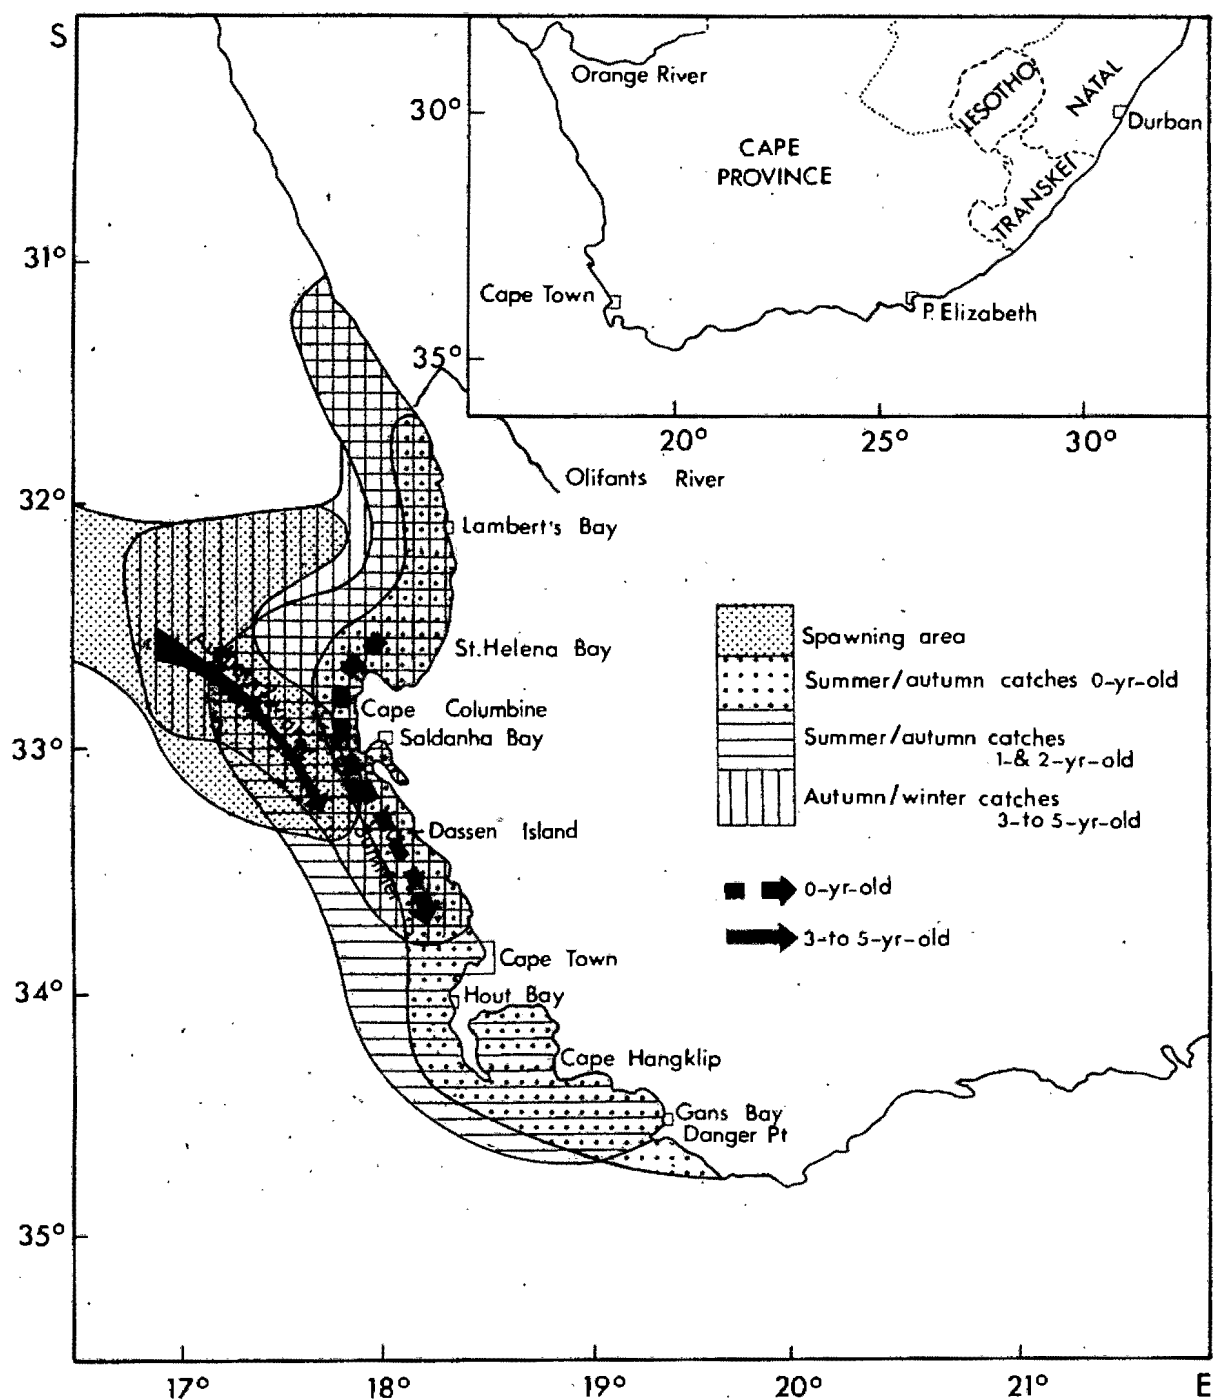 S
Orange River
30°
LESOTHO
NATAL
Durban
CAPE
PROVINCE
TRANSKEI
31°
Cape Town
P. Elizabeth
35°
20°
25°
30°
Olifants River
32°
Lambert's Bay
Spawning area
St. Helena Bay
Summer/autumn catches 0-yr-old
Cape Columbine
Saldanha Bay
33°
Summer/autumn catches
1-& 2-yr-old
Autumn/winter catches
3-to 5-yr-old
Dassen Island
0-yr-old
3-to 5-yr-old
Cape Town
34°
Hout Bay
Cape Hangklip
Gans Bay
Danger Pt
35°
17°
18°
19°
20°
21°
E